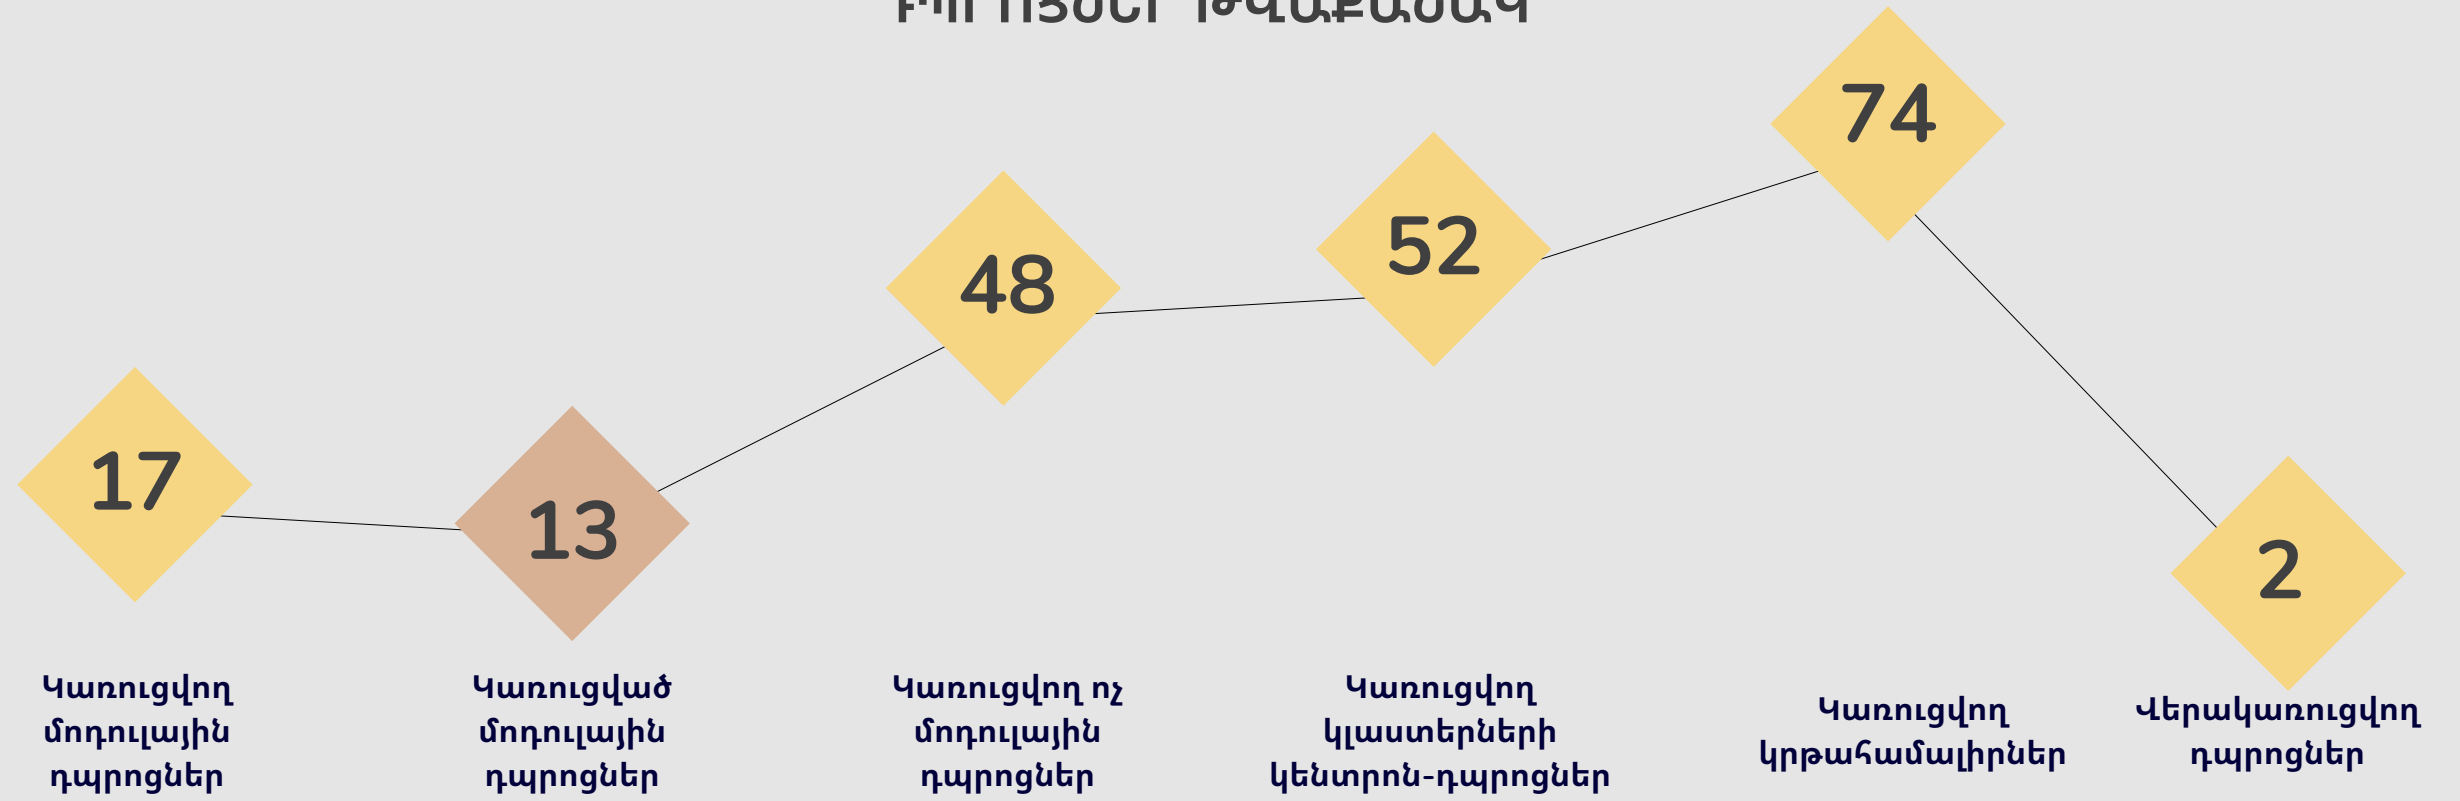 ԹՎԱՔԱՆԱԿ
74
52
48
17
13
2
Կառուցվող
մոդուլային
դպրոցներ
Կառուցված
մոդուլային
դպրոցներ
Կառուցվող ոչ
մոդուլային
դպրոցներ
Կառուցվող
կլաստերների
կենտրոն-դպրոցներ
Կառուցվող
կրթահամալիրներ
Վերակառուցվող
դպրոցներ